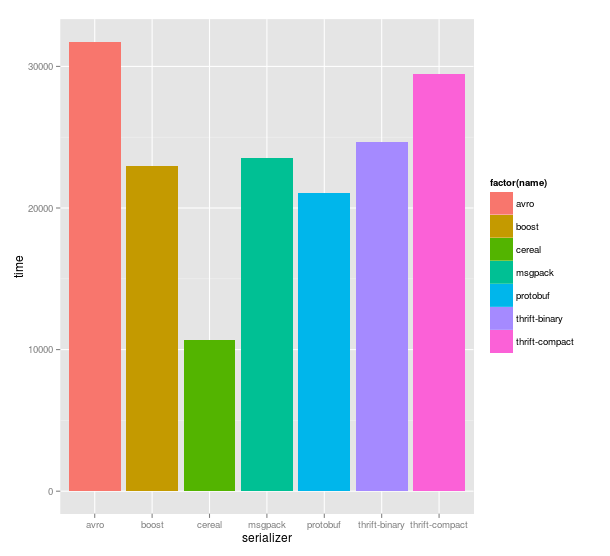 30000
20000
10000
0
time
avro boost cereal msgpack protobuf thrift-binary thrift-compact
serializer
factor(name)
avro
boost
cereal
msgpack
protobuf
thrift-binary
thrift-compact